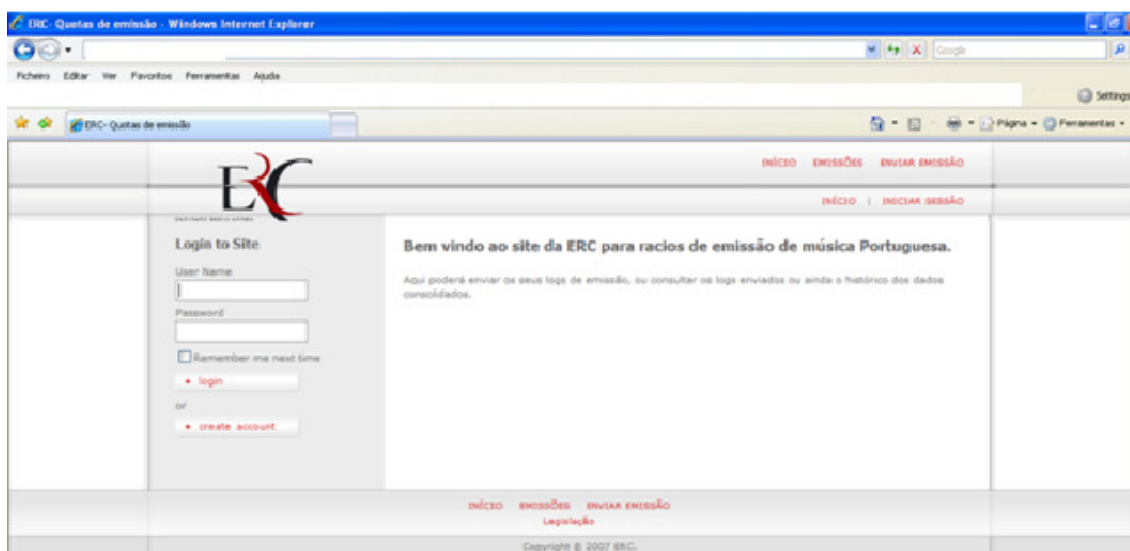 ERC- Quotas de emissão - Windows Internet Explorer
Google
Ficheiro Editar Ver Favoritos Ferramentas Ajuda
Settings
ERC- Quotas de emissão
Página Ferramentas
ERC
INÍCIO EMISSÕES ENVIAR EMISSÃO
INÍCIO | INICIAR SESSÃO
Login to Site
User Name
Password
Remember me next time
login
or
create account
Bem vindo ao site da ERC para racios de emissão de música Portuguesa.
Aqui poderá enviar os seus logs de emissão, ou consultar os logs enviados ou ainda o histórico dos dados
consolidados.
INÍCIO EMISSÕES ENVIAR EMISSÃO
Legislação
Copyright © 2007 ERC.